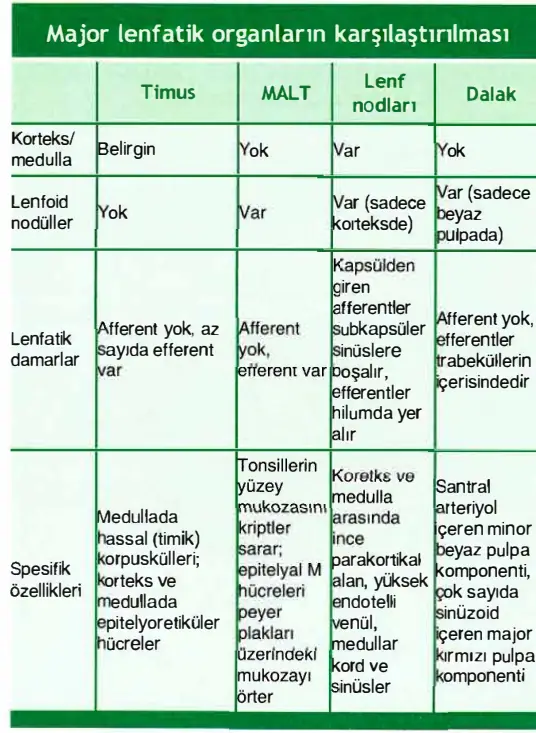 Major lenfatik organların karşılaştırılması
Timus
MALT
Lenf
nodları
Dalak
Korteks/
medulla
Belirgin
Yok
Var
Yok
Lenfoid
nodüller
Yok
Var
Var (sadece
korteksde)
Var (sadece
beyaz
pulpada)
Lenfatik
damarlar
Afferent yok, az
sayıda efferent
var
Afferent
yok,
efferent var
Kapsülden
giren
afferentler
subkapsüler
sinüslere
boşalır,
efferentler
hilumda yer
alır
Afferent yok,
efferentler
trabeküllerin
içerisindedir
Spesifik
özellikleri
Medullada
hassal (timik)
korpuskülleri;
korteks ve
medullada
epitelyoretiküler
hücreler
Tonsillerin
yüzey
mukozasını
kriptler
sarar;
epitelyal M
hücreleri
peyer
plakları
üzerindeki
mukozayı
örter
Koretks ve
medulla
arasında
ince
parakortikal
alan, yüksek
endotelli
venül,
medullar
kord ve
sinüsler
Santral
arteriyol
içeren minor
beyaz pulpa
komponenti,
çok sayıda
sinüzoid
içeren major
kırmızı pulpa
komponenti